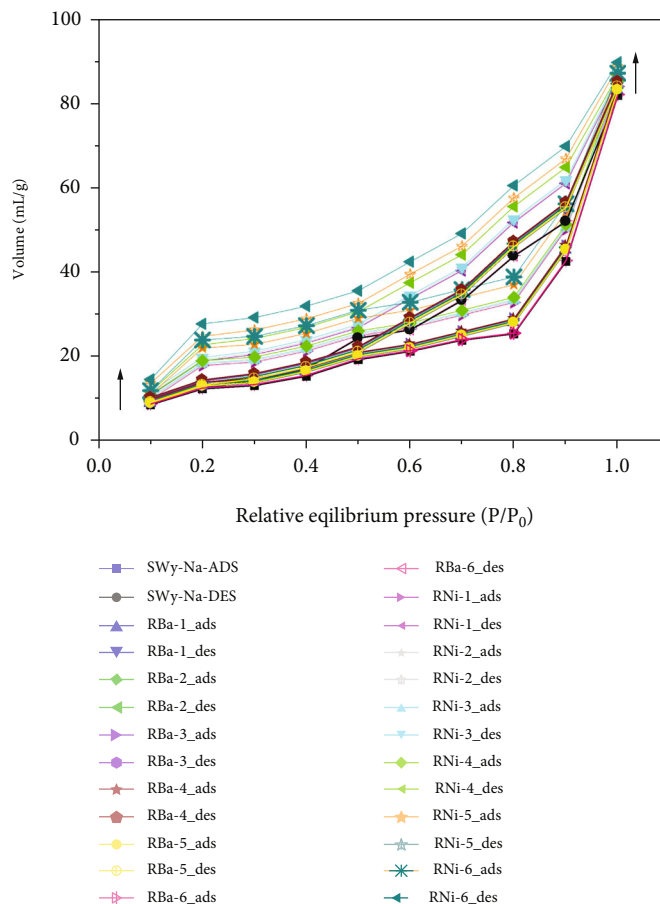 100
80
60
40
20
0
Volume (mL/g)
0.0 0.2 0.4 0.6 0.8 1.0
Relative eqilibrium pressure (P/P0)
SWy-Na-ADS
SWy-Na-DES
RBa-1_ads
RBa-1_des
RBa-2_ads
RBa-2_des
RBa-3_ads
RBa-3_des
RBa-4_ads
RBa-4_des
RBa-5_ads
RBa-5_des
RBa-6_ads
RBa-6_des
RNi-1_ads
RNi-1_des
RNi-2_ads
RNi-2_des
RNi-3_ads
RNi-3_des
RNi-4_ads
RNi-4_des
RNi-5_ads
RNi-5_des
RNi-6_ads
RNi-6_des